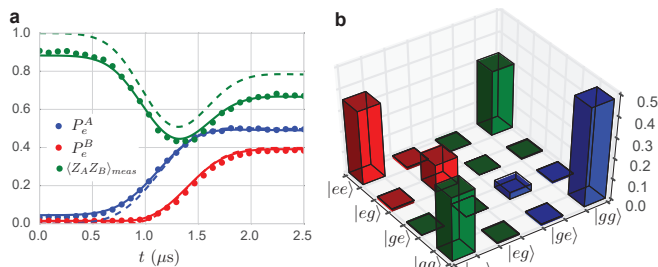 a
1.0
0.8
0.6
0.4
0.2
0.0
P_e^A
P_e^B
⟨Z_A Z_B⟩_meas
0.0 0.5 1.0 1.5 2.0 2.5
t (μs)
b
0.5
0.4
0.3
0.2
0.1
0.0
|ee⟩
|eg⟩
|ge⟩
|gg⟩
|eg⟩
|ge⟩
|gg⟩